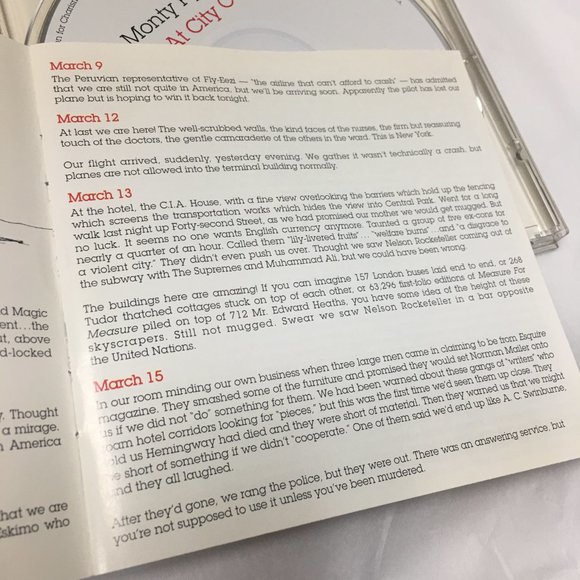 n for Chansin
Monty
At City C
March 9
The Peruvian representative of Fly-Eezi — "the airline that can't afford to crash" — has admitted
that we are still not quite in America, but we'll be arriving soon. Apparently the pilot has lost our
plane but is hoping to win it back tonight.
March 12
At last we are here! The well-scrubbed walls, the kind faces of the nurses, the firm but reassuring
touch of the doctors, the gentle camaraderie of the others in the ward. This is New York.
Our flight arrived, suddenly, yesterday evening. We gather it wasn't technically a crash, but
planes are not allowed into the terminal building normally.
March 13
At the hotel, the C.I.A. House, with a fine view overlooking the barriers which hold up the fencing
which screens the transportation works which hides the view into Central Park. Went for a long
walk last night up Forty-second Street, as we had promised our mother we would get mugged. But
no luck. It seems no one wants English currency anymore. Taunted a group of five ex-cons for
nearly a quarter of an hour. Called them "lily-livered fruits"... "welfare bums"...and "a disgrace to
a violent city." They didn't even push us over. Thought we saw Nelson Rockefeller coming out of
the subway with The Supremes and Muhammad Ali, but we could have been wrong.
The buildings here are amazing! If you can imagine 157 London buses laid end to end, or 268
Tudor thatched cottages stuck on top of each other, or 63,296 first-folio editions of Measure For
Measure piled on top of 712 Mr. Edward Heaths, you have some idea of the height of these
skyscrapers. Still not mugged. Swear we saw Nelson Rockefeller in a bar opposite
the United Nations.
March 15
In our room minding our own business when three large men came in claiming to be from Esquire
magazine. They smashed some of the furniture and promised they would set Norman Mailer onto
us if we did not "do" something for them. We had been warned about these gangs of "writers" who
oam hotel corridors looking for "pieces," but this was the first time we'd seen them up close. They
old us Hemingway had died and they were short of material. Then they warned us that we might
e short of something if we didn't "cooperate." One of them said we'd end up like A. C. Swinburne,
nd they all laughed.
After they'd gone, we rang the police, but they were out. There was an answering service, but
you're not supposed to use it unless you've been murdered.
d Magic
ent...the
ut, above
d-locked
y. Thought
a mirage.
n America
hat we are
Eskimo who